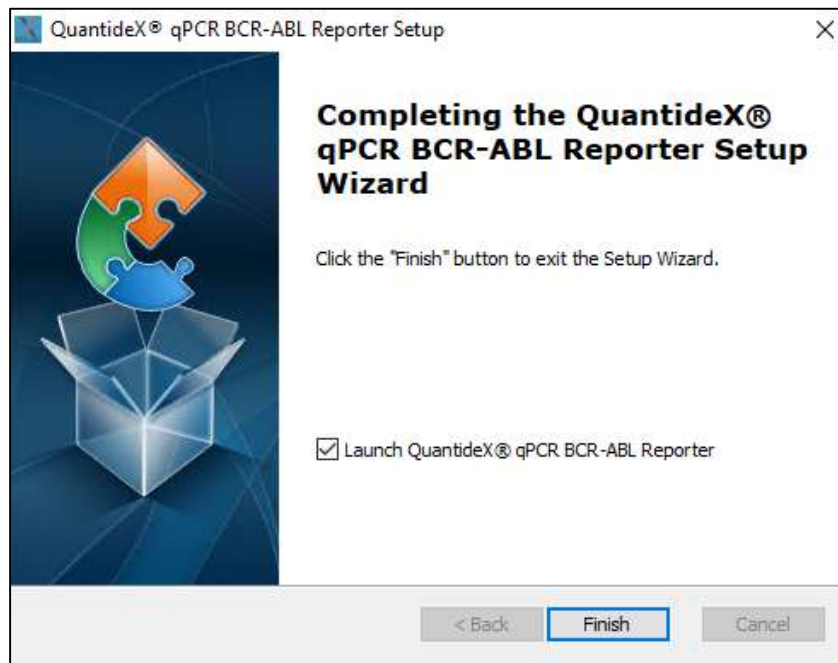 QuantideX® qPCR BCR-ABL Reporter Setup
Completing the QuantideX®
qPCR BCR-ABL Reporter Setup
Wizard
Click the "Finish" button to exit the Setup Wizard.
Launch QuantideX® qPCR BCR-ABL Reporter
< Back Finish Cancel